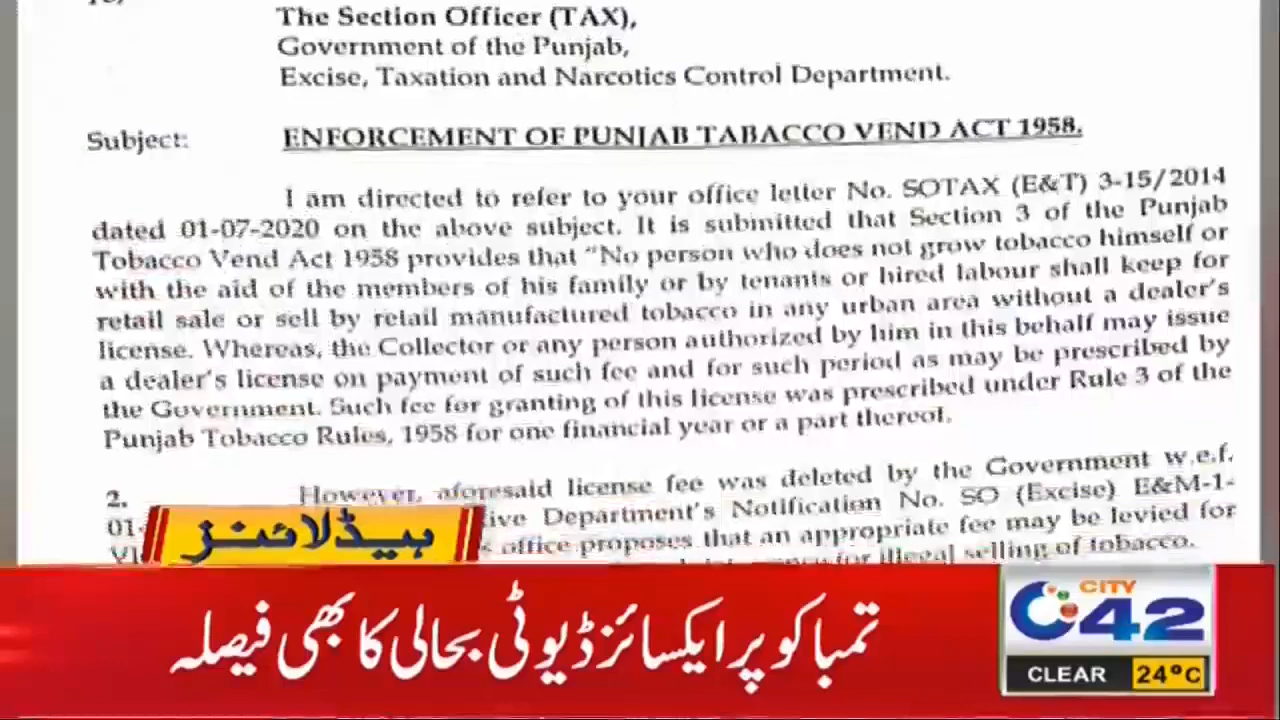 The Section Officer (TAX),
Government of the Punjab,
Excise, Taxation and Narcotics Control Department.
Subject: ENFORCEMENT OF PUNJAB TABACCO VEND ACT 1958.
I am directed to refer to your office letter No. SOTAX (E&T) 3-15/2014
dated 01-07-2020 on the above subject. It is submitted that Section 3 of the Punjab
Tobacco Vend Act 1958 provides that “No person who does not grow tobacco himself or
with the aid of the members of his family or by tenants or hired labour shall keep for
retail sale or sell by retail manufactured tobacco in any urban area without a dealer's
license. Whereas, the Collector or any person authorized by him in this behalf may issue
a dealer's license on payment of such fee and for such period as may be prescribed by
the Government. Such fee for granting of this license was prescribed under Rule 3 of the
Punjab Tobacco Rules, 1958 for one financial year or a part thereof.
2. However, aforesaid license fee was deleted by the Government w.e.f.
01- Department's Notification No. SO (Excise) E&M-1-
office proposes that an appropriate fee may be levied for
for illegal selling of tobacco.
ہیڈلائنز
تمباکو پر ایکسائز ڈیوٹی بحالی کا بھی فیصلہ
CITY
42
CLEAR 24°C